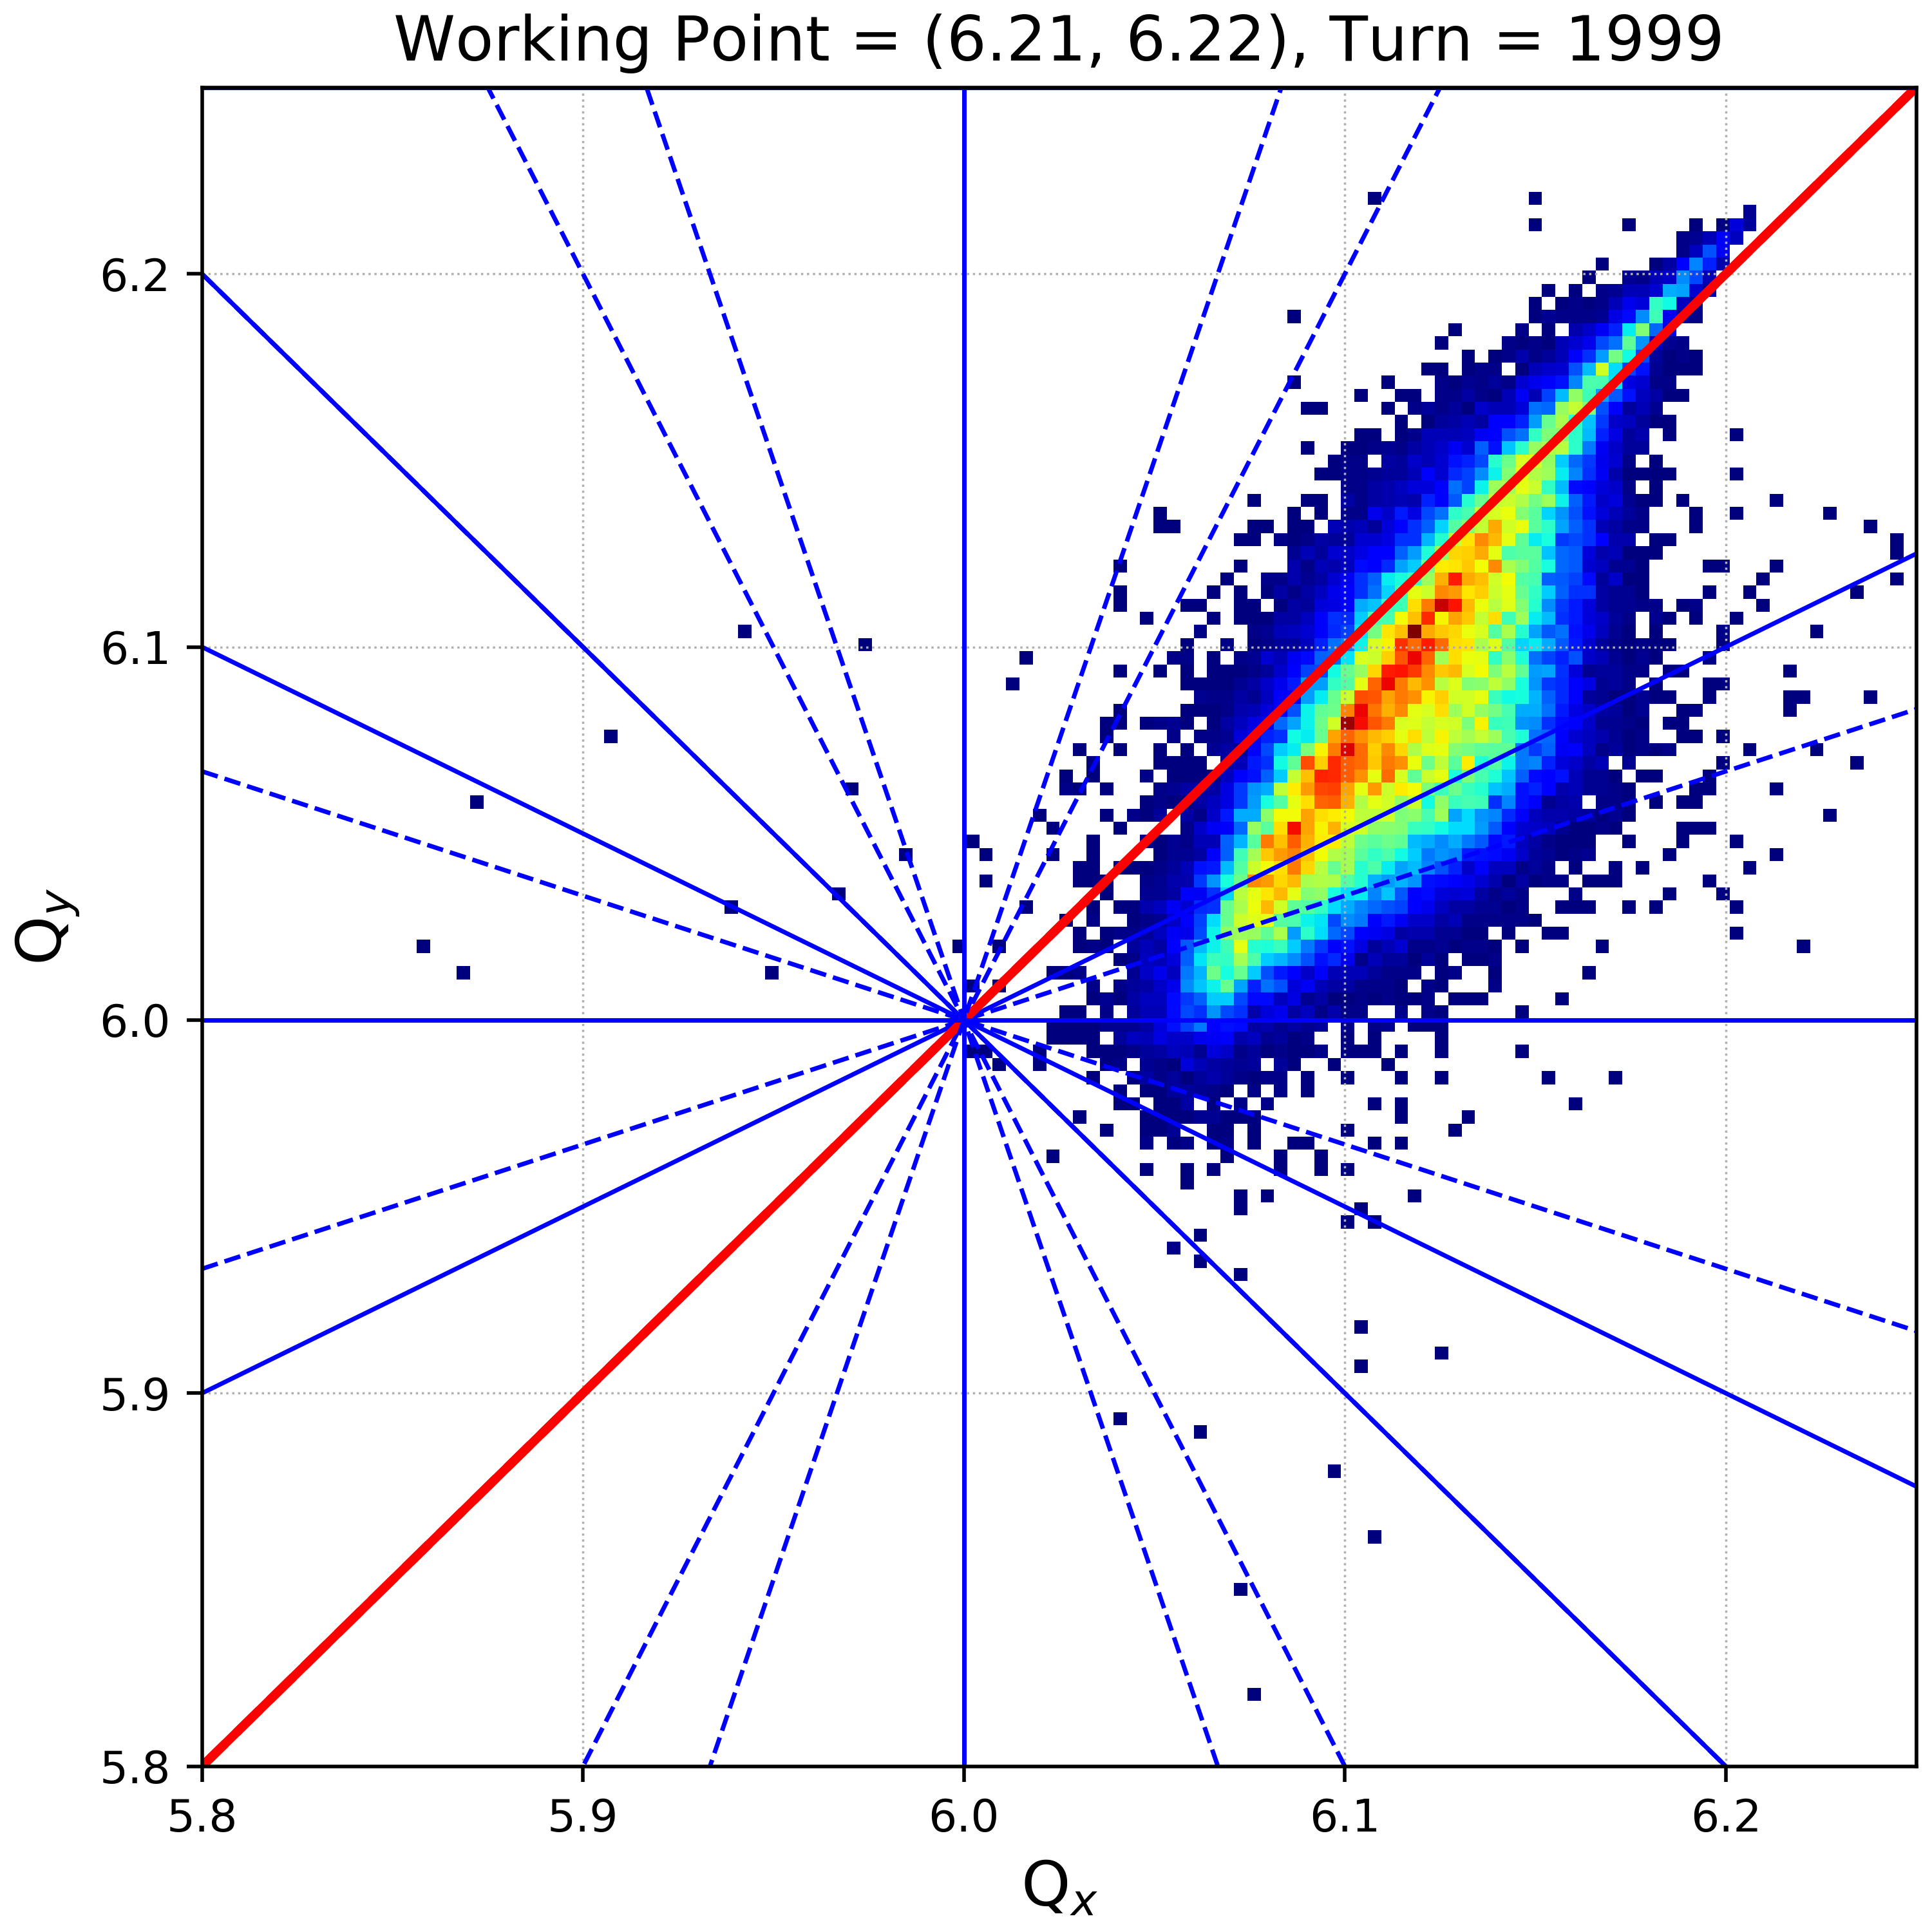 Working Point = (6.21, 6.22), Turn = 1999
6.2
6.1
6.0
5.9
5.8
Qy
5.8 5.9 6.0 6.1 6.2
Qx